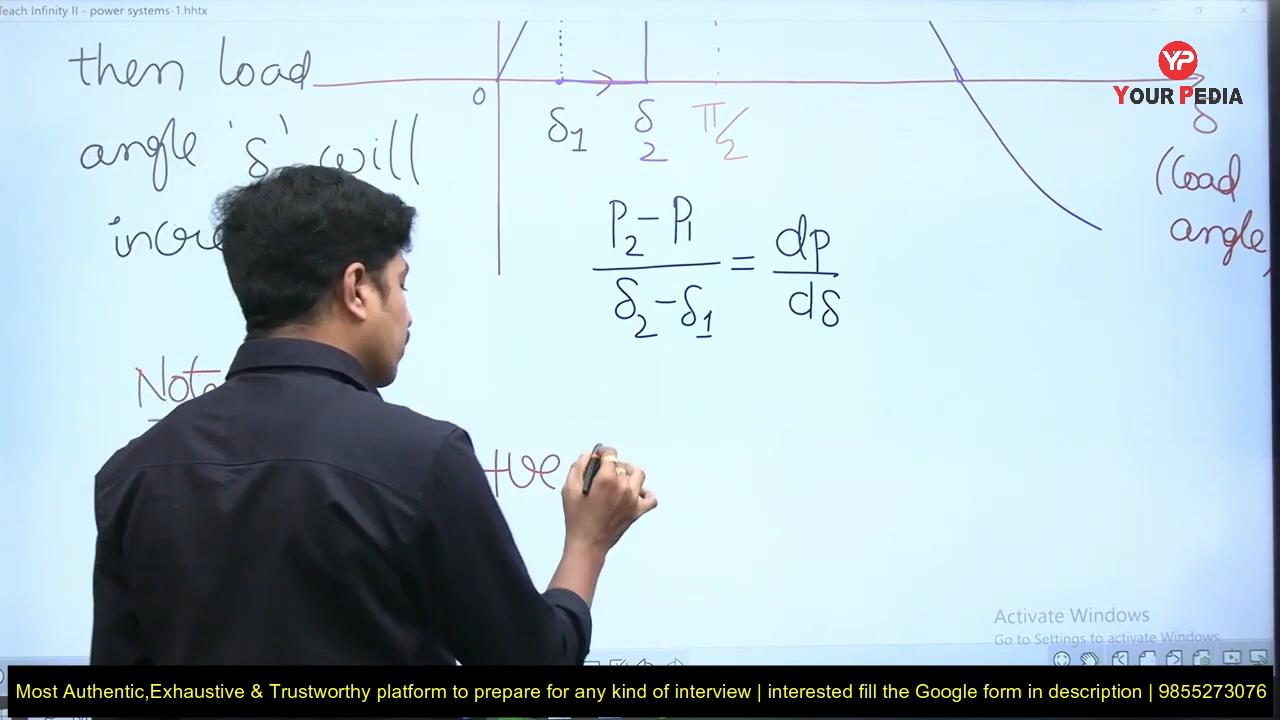 Teach Infinity II - power systems-1.hhtx
YP
YOUR PEDIA
then load
angle 'δ' will
0
δ1
δ2
π/2
δ
(load
angle)
P2 - P1 / δ2 - δ1 = dp / dδ
Note
+ve
Activate Windows
Go to Settings to activate Windows.
Most Authentic,Exhaustive & Trustworthy platform to prepare for any kind of interview | interested fill the Google form in description | 9855273076